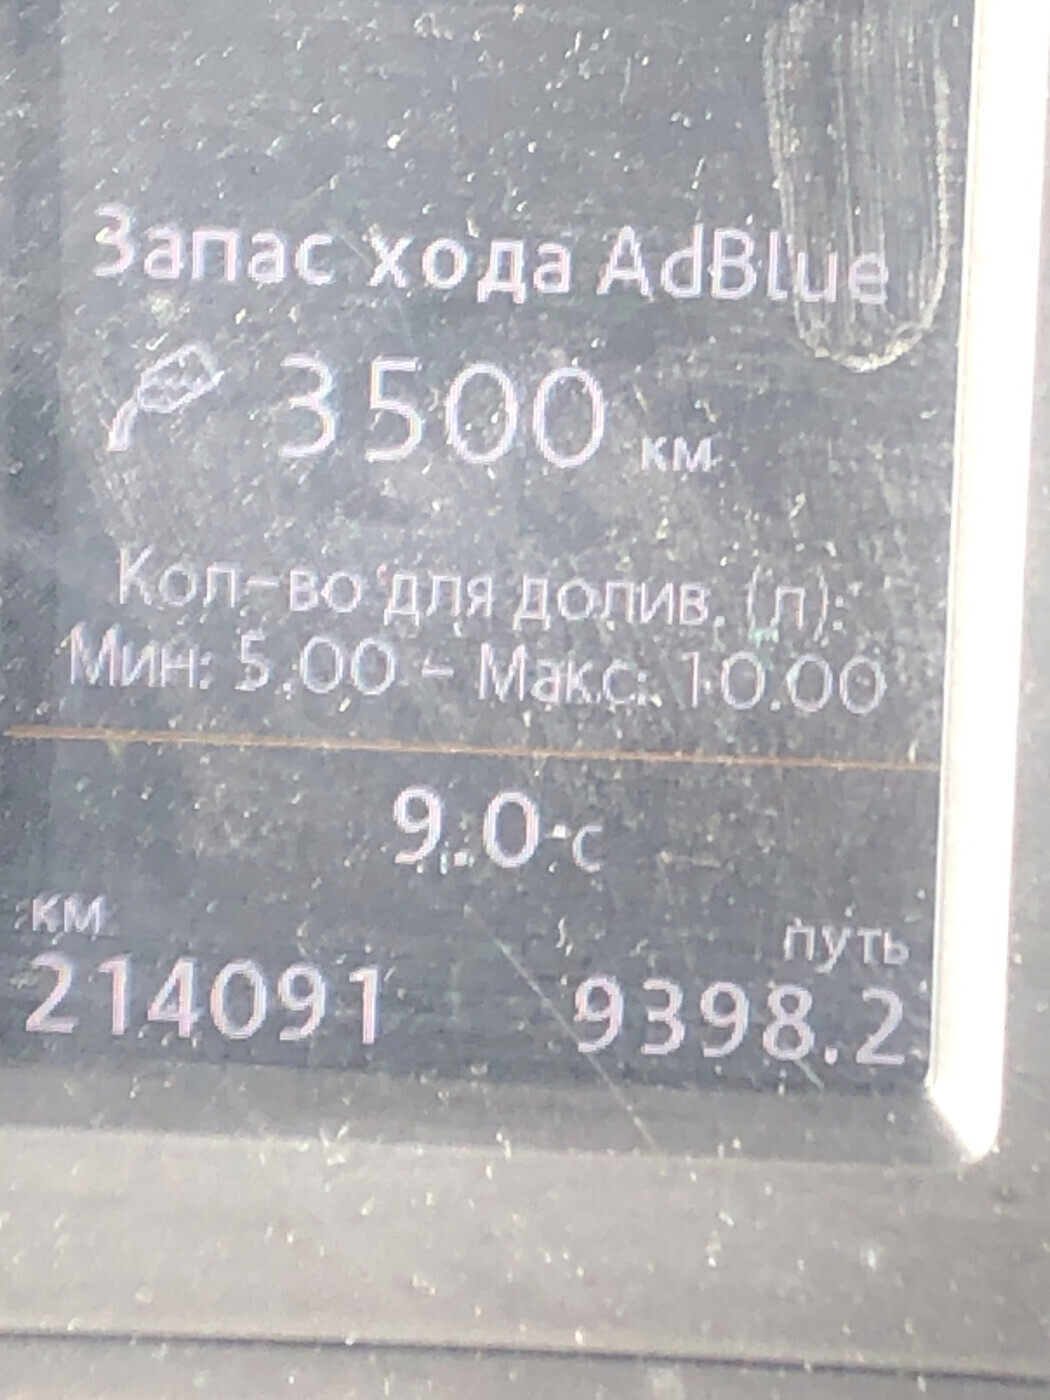 Запас хода AdBlue
3500 км
Кол-во для долив. (л):
Мин: 5.00 - Макс: 10.00
9.0°C
км путь
214091 9398.2